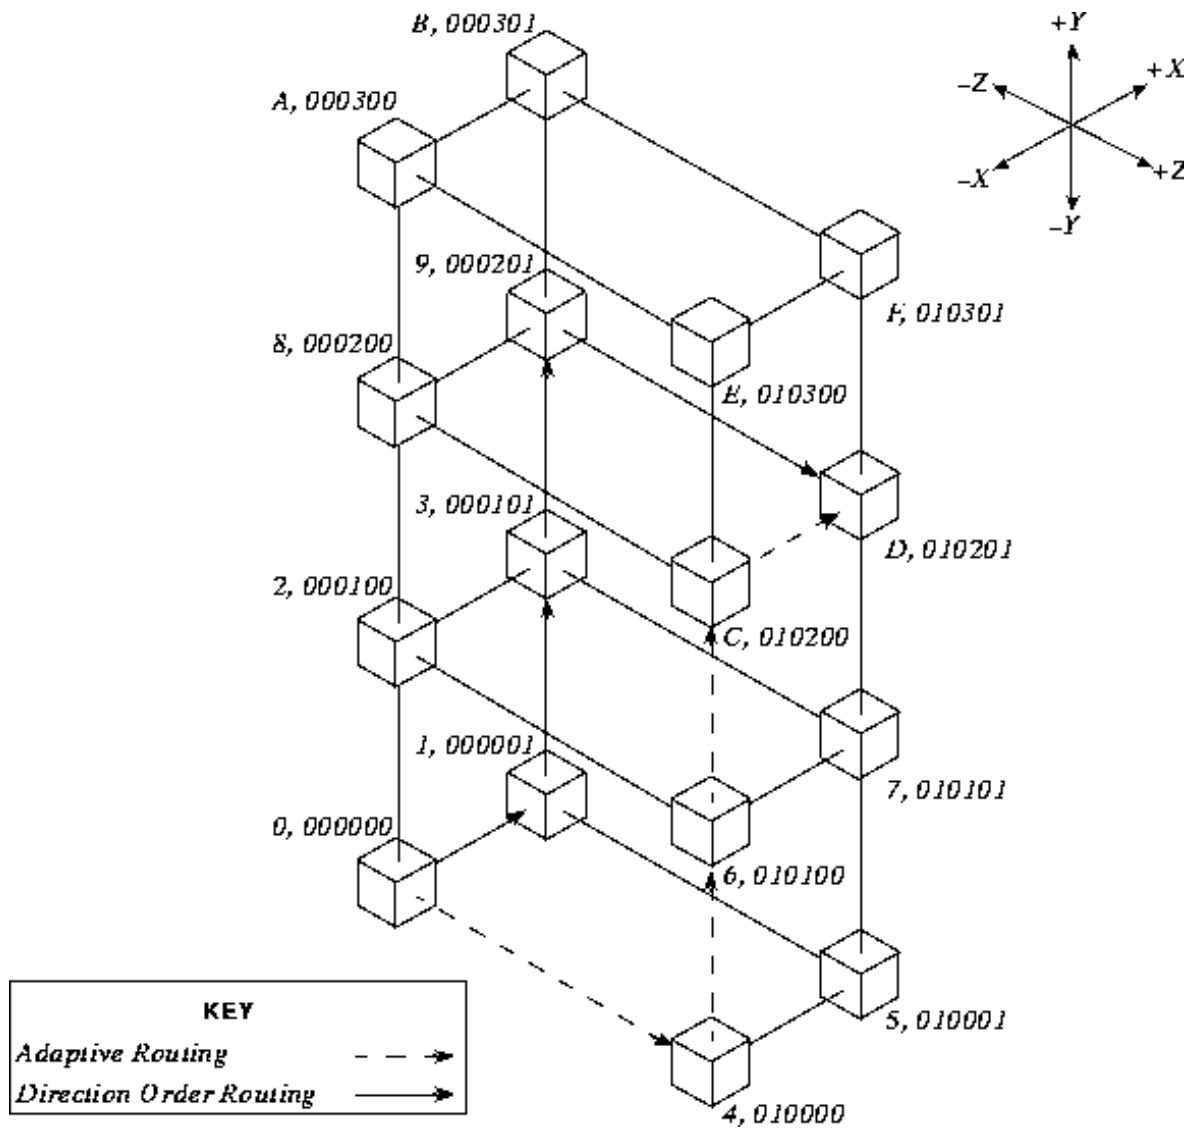 B, 000301
+Y
-Z
+X
A, 000300
-X
+Z
-Y
9, 000201
F, 010301
8, 000200
E, 010300
3, 000101
D, 010201
2, 000100
C, 010200
1, 000001
7, 010101
0, 000000
6, 010100
5, 010001
4, 010000
KEY
Adaptive Routing
Direction Order Routing